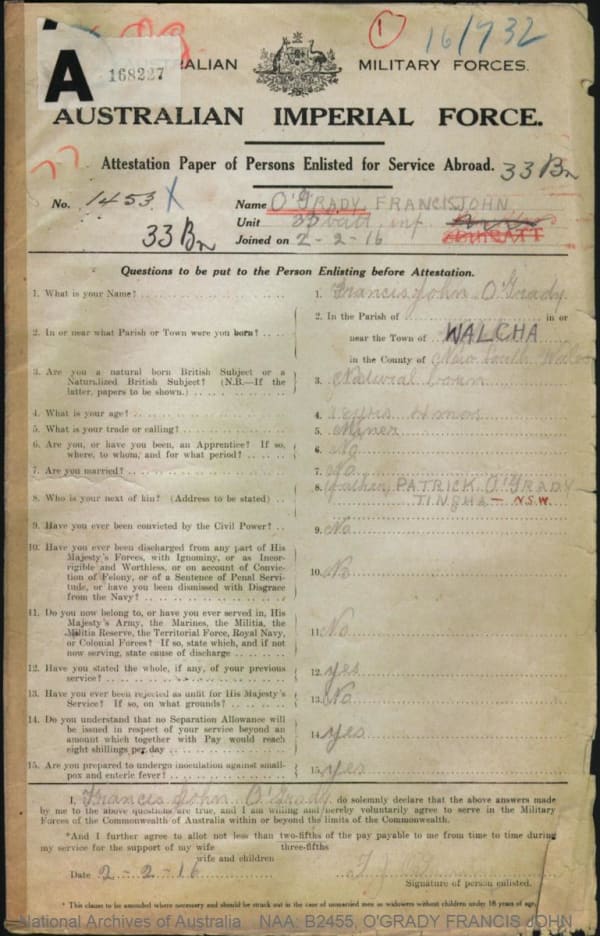 A 168227
① 16/732
AUSTRALIAN MILITARY FORCES.
AUSTRALIAN IMPERIAL FORCE.
Attestation Paper of Persons Enlisted for Service Abroad.
33 Bn
No. 1453 X
Name O'GRADY, FRANCIS JOHN
33 Bn
Unit 33 batt, inf.
Joined on 2-2-16
Questions to be put to the Person Enlisting before Attestation.
1. What is your Name?
1. Francis John O'Grady
2. In or near what Parish or Town were you born?
2. In the Parish of in or
near the Town of WALCHA
in the County of New South Wales
3. Are you a natural born British Subject or a
Naturalized British Subject? (N.B.—If the
latter, papers to be shown.)
3. Natural born
4. What is your age?
4. yrs mos
5. What is your trade or calling?
5. Miner
6. Are you, or have you been, an Apprentice? If so,
where, to whom, and for what period?
6. No
7. Are you married?
7. No
8. Who is your next of kin? (Address to be stated)
8. father, PATRICK O'GRADY
TINGHA — N.S.W.
9. Have you ever been convicted by the Civil Power?
9. No
10. Have you ever been discharged from any part of His
Majesty's Forces, with Ignominy, or as Incor-
rigible and Worthless, or on account of Convic-
tion of Felony, or of a Sentence of Penal Servi-
tude, or have you been dismissed with Disgrace
from the Navy?
10. No
11. Do you now belong to, or have you ever served in, His
Majesty's Army, the Marines, the Militia, the
Militia Reserve, the Territorial Force, Royal Navy,
or Colonial Forces? If so, state which, and if not
now serving, state cause of discharge
11. No
12. Have you stated the whole, if any, of your previous
service?
12. yes
13. Have you ever been rejected as unfit for His Majesty's
Service? If so, on what grounds?
13. No
14. Do you understand that no Separation Allowance will
be issued in respect of your service beyond an
amount which together with Pay would reach
eight shillings per day
14. yes
15. Are you prepared to undergo inoculation against small-
pox and enteric fever?
15. yes
I, Francis John O'Grady do solemnly declare that the above answers made
by me to the above questions are true, and I am willing and hereby voluntarily agree to serve in the Military
Forces of the Commonwealth of Australia within or beyond the limits of the Commonwealth.
*And I further agree to allot not less than two-fifths of the pay payable to me from time to time during
three-fifths
my service for the support of my wife
wife and children
Date 2-2-16
Signature of person enlisted.
* This clause to be amended where necessary and should be struck out in the case of unmarried men or widowers without children under 18 years of age.
National Archives of Australia NAA: B2455, O'GRADY FRANCIS JOHN